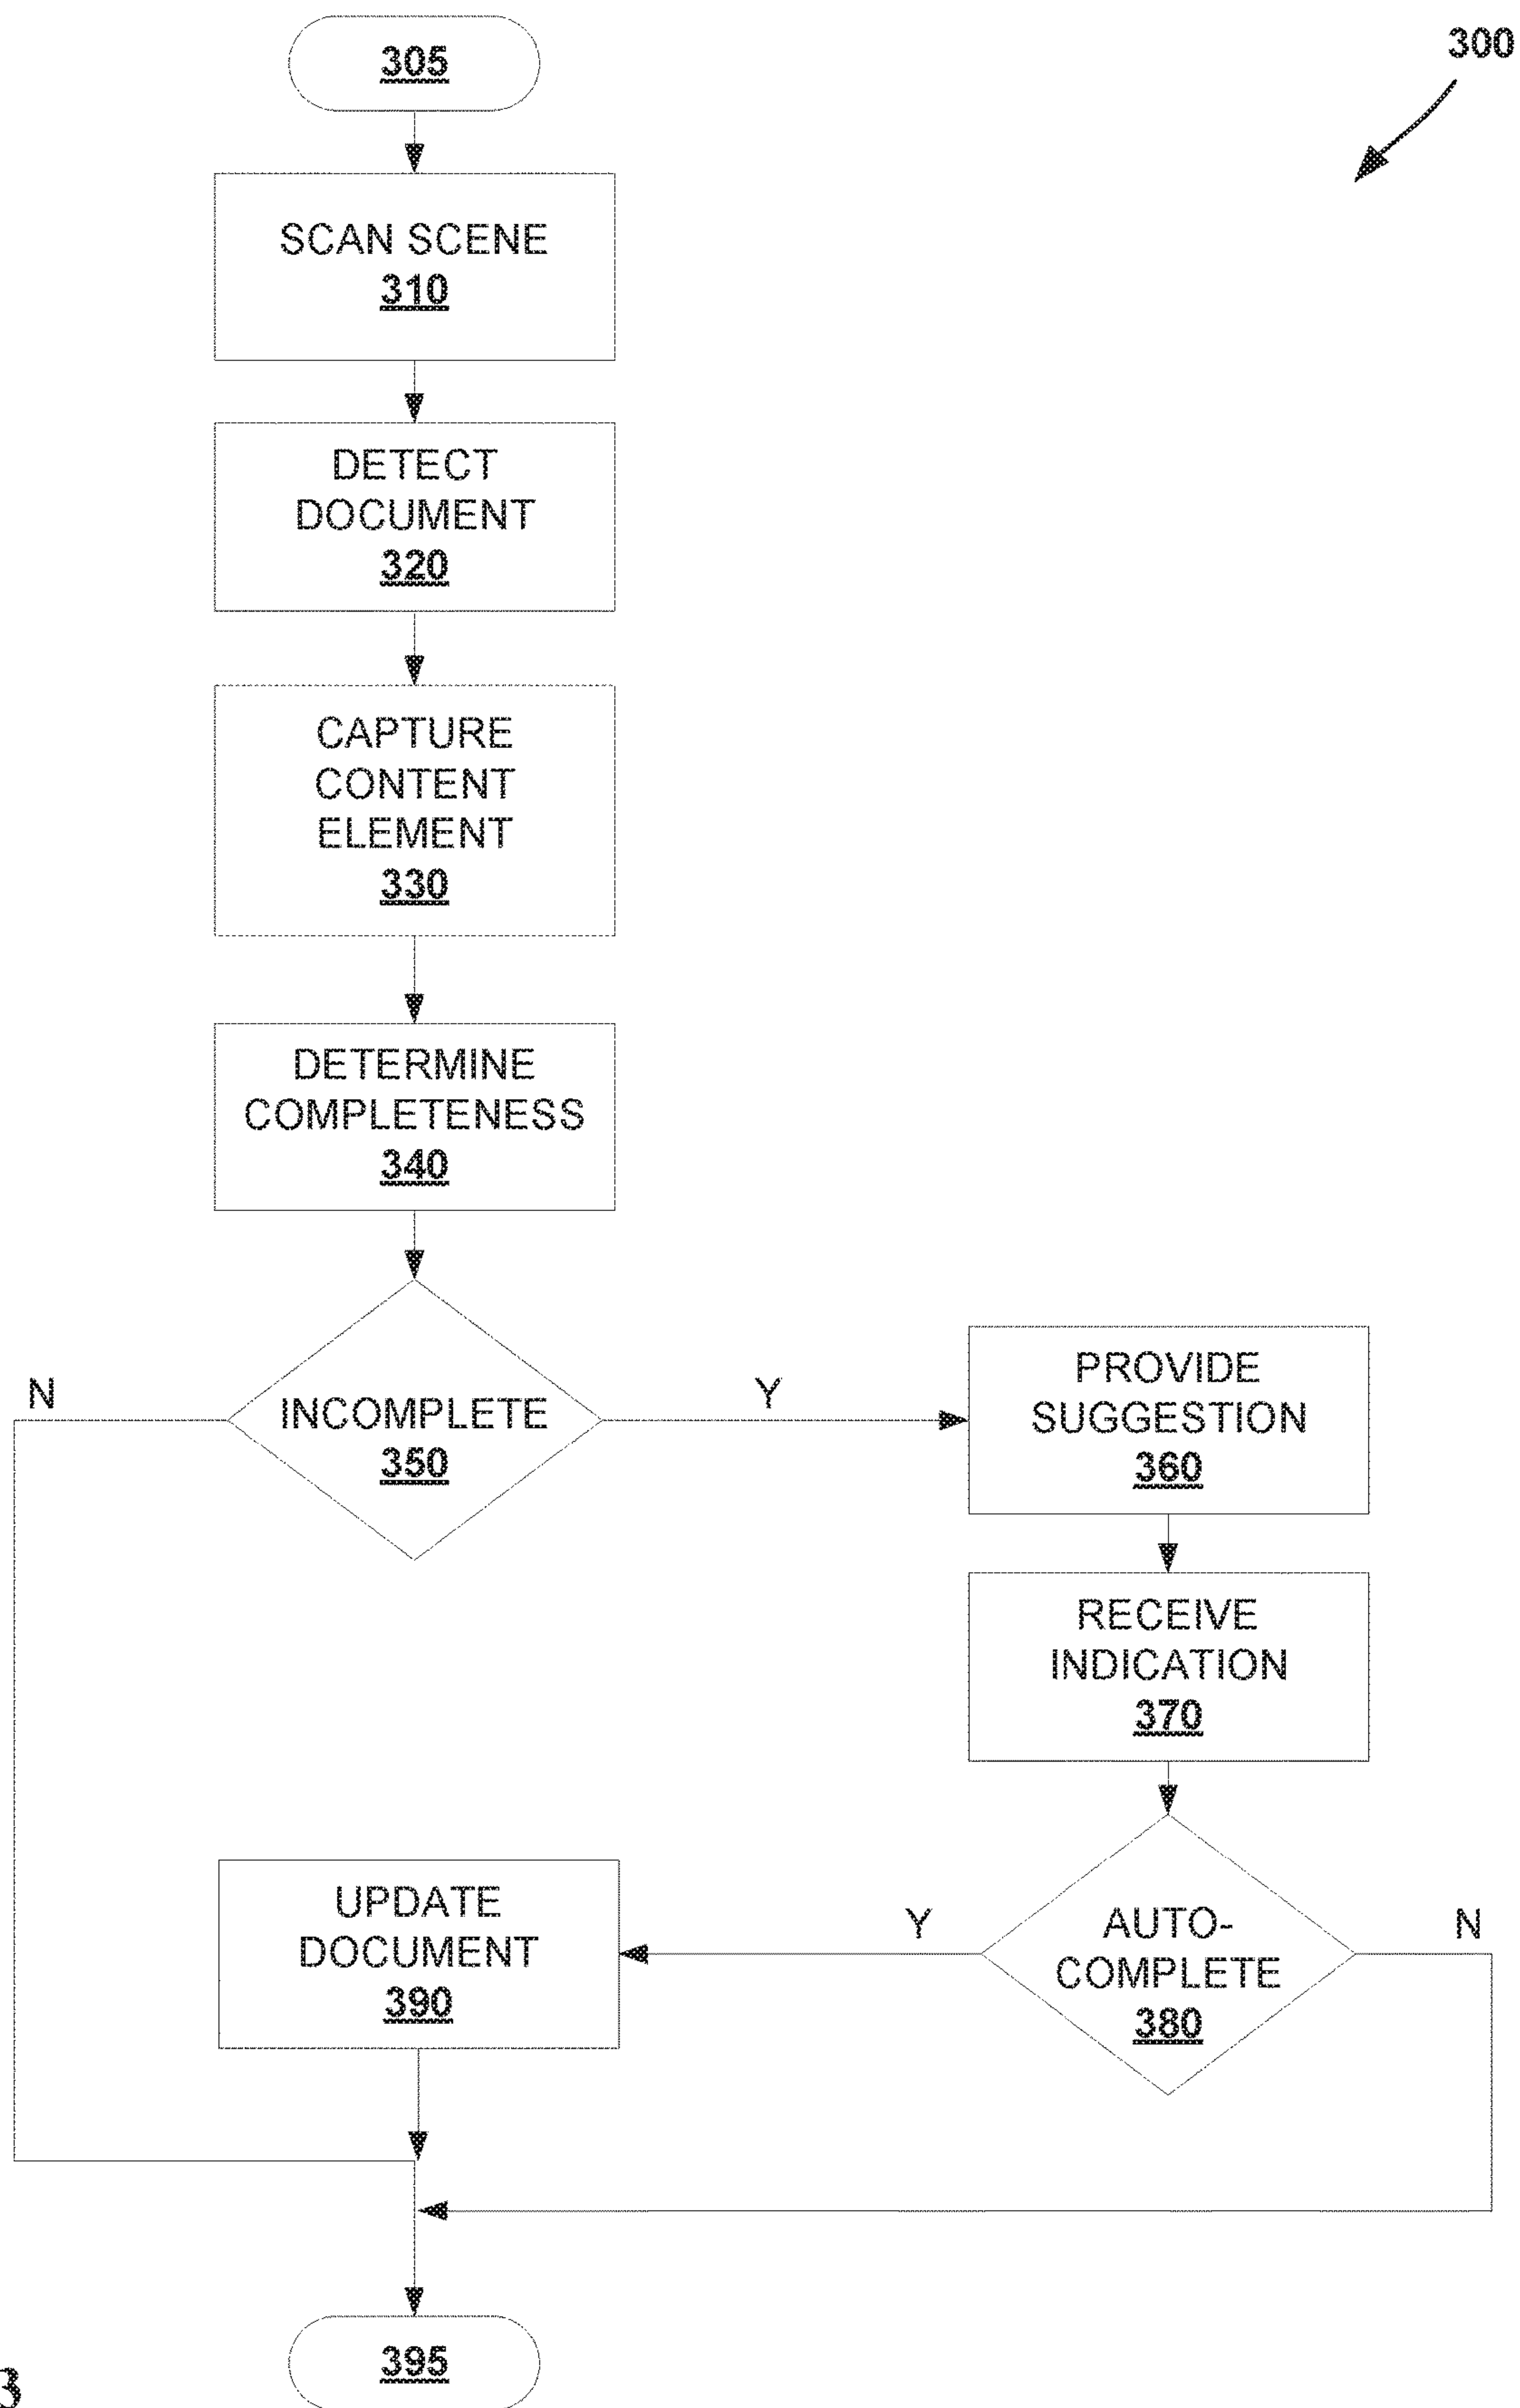 305
300
SCAN SCENE
310
DETECT
DOCUMENT
320
CAPTURE
CONTENT
ELEMENT
330
DETERMINE
COMPLETENESS
340
N
INCOMPLETE
350
Y
PROVIDE
SUGGESTION
360
RECEIVE
INDICATION
370
UPDATE
DOCUMENT
390
Y
AUTO-
COMPLETE
380
N
395
3